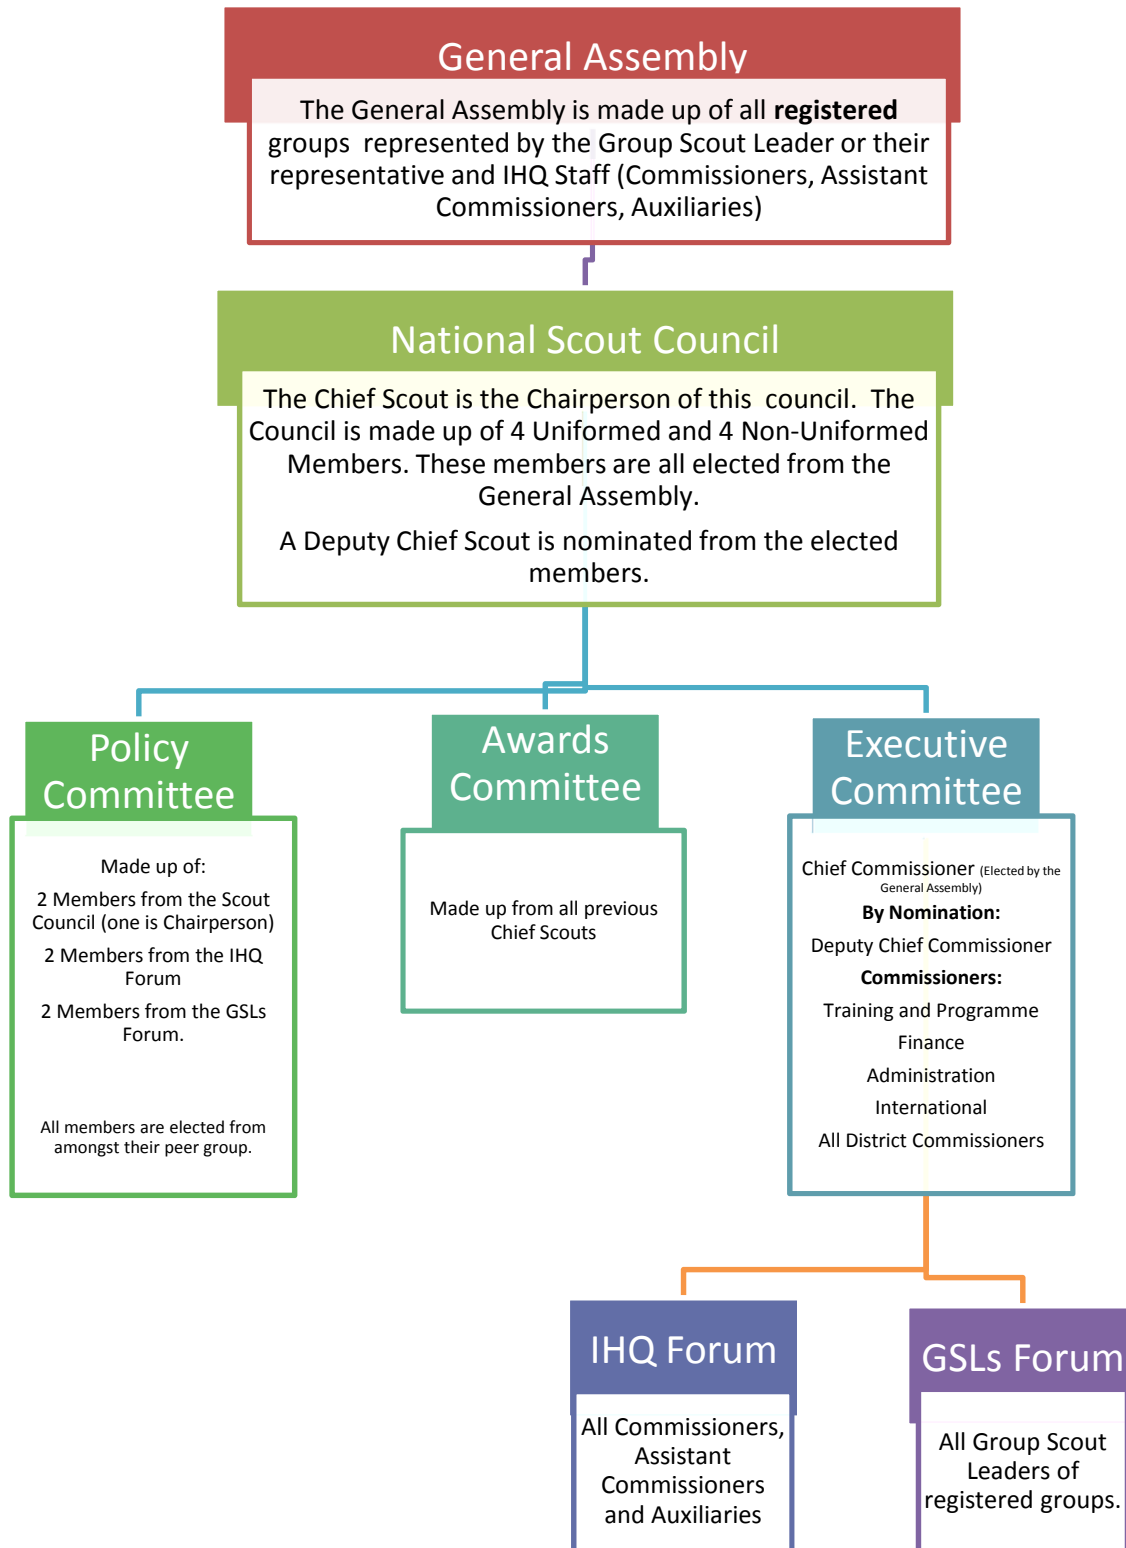 General Assembly
The General Assembly is made up of all registered
groups represented by the Group Scout Leader or their
representative and IHQ Staff (Commissioners, Assistant
Commissioners, Auxiliaries)
National Scout Council
The Chief Scout is the Chairperson of this council. The
Council is made up of 4 Uniformed and 4 Non-Uniformed
Members. These members are all elected from the
General Assembly.
A Deputy Chief Scout is nominated from the elected
members.
Policy
Committee
Made up of:
2 Members from the Scout
Council (one is Chairperson)
2 Members from the IHQ
Forum
2 Members from the GSLs
Forum.
All members are elected from
amongst their peer group.
Awards
Committee
Made up from all previous
Chief Scouts
Executive
Committee
Chief Commissioner (Elected by the
General Assembly)
By Nomination:
Deputy Chief Commissioner
Commissioners:
Training and Programme
Finance
Administration
International
All District Commissioners
IHQ Forum
All Commissioners,
Assistant
Commissioners
and Auxiliaries
GSLs Forum
All Group Scout
Leaders of
registered groups.